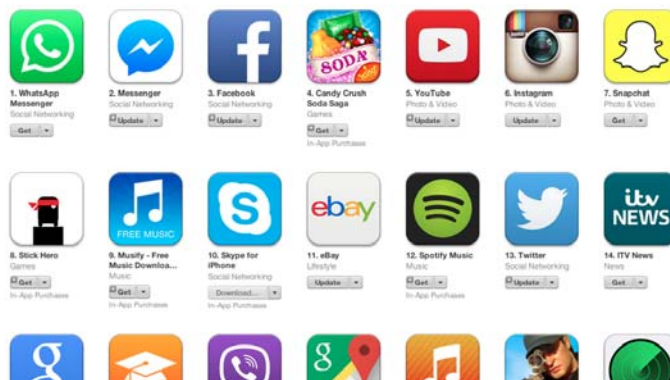 SODA
1. WhatsApp
Messenger
Social Networking
Get
2. Messenger
Social Networking
Update
3. Facebook
Social Networking
Update
4. Candy Crush
Soda Saga
Games
Get
In-App Purchases
5. YouTube
Photo & Video
Update
6. Instagram
Photo & Video
Update
7. Snapchat
Photo & Video
Get
FREE MUSIC
ebay
itv
NEWS
8. Stick Hero
Games
Get
In-App Purchases
9. Musify - Free
Music Downloa...
Music
Get
In-App Purchases
10. Skype for
iPhone
Social Networking
Download...
In-App Purchases
11. eBay
Lifestyle
Update
12. Spotify Music
Music
Get
In-App Purchases
13. Twitter
Social Networking
Update
14. ITV News
News
Get